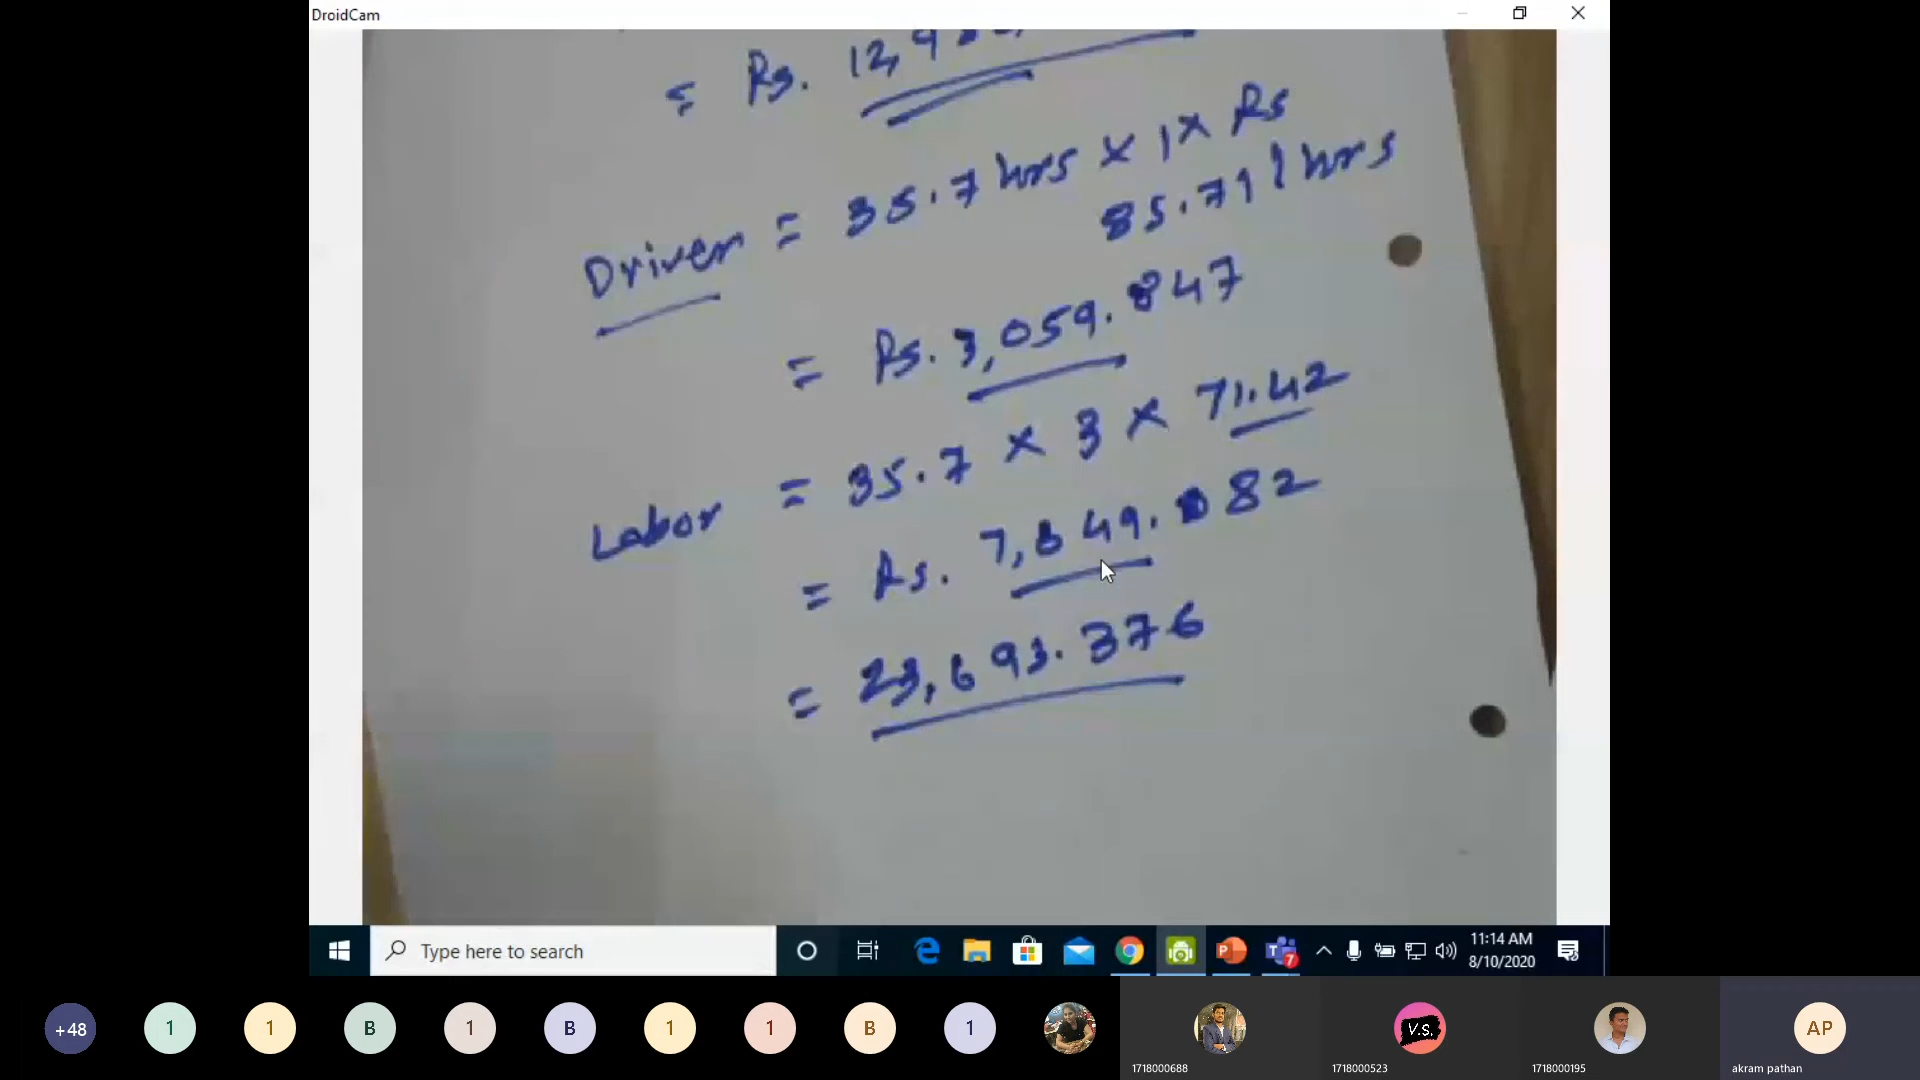 DroidCam
= Rs. 12,9
Driver = 35.7 hrs x 1 x Rs
85.71 / hrs
= Rs. 3,059.847
Labor = 35.7 x 3 x 71.42
= Rs. 7,649.082
= 23,693.376
Type here to search
7
11:14 AM
8/10/2020
+48
1
1
B
1
B
1
1
B
1
V.S.
AP
1718000688
1718000523
1718000195
akram pathan